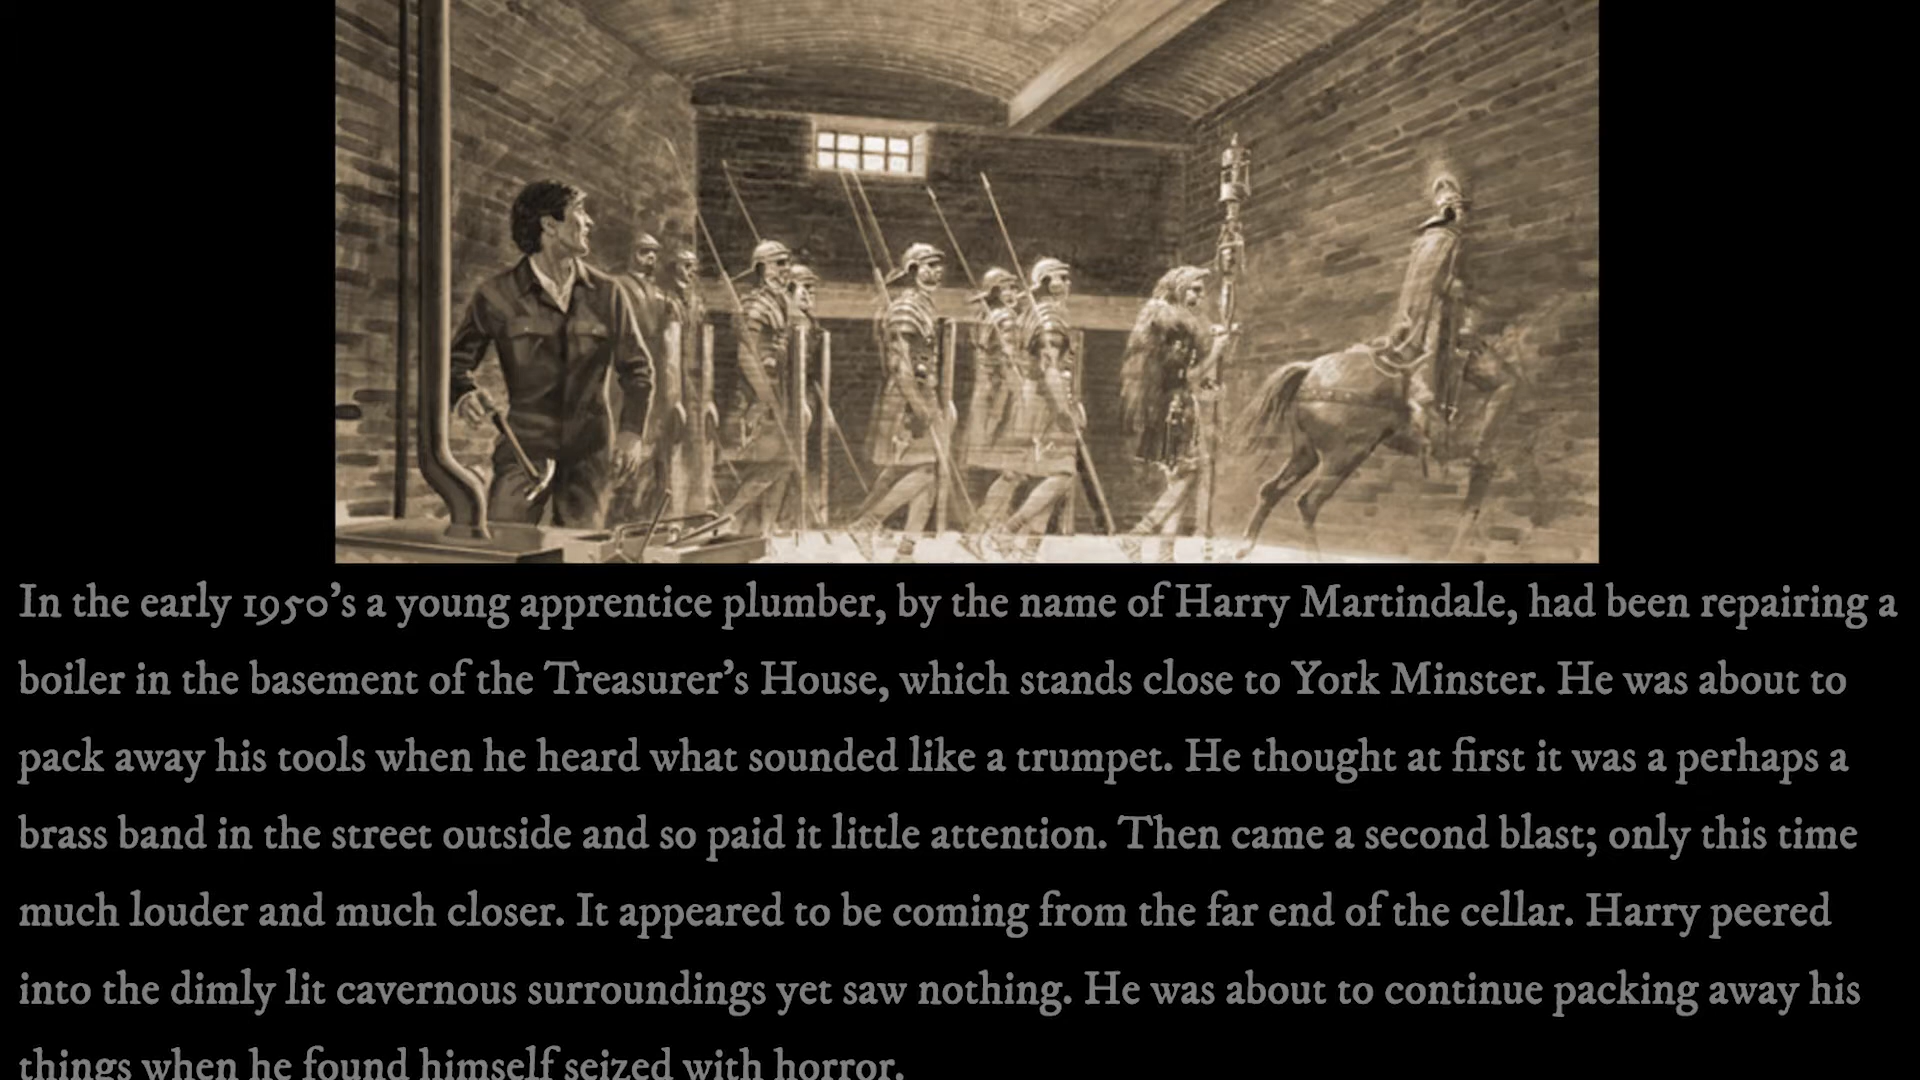 In the early 1950’s a young apprentice plumber, by the name of Harry Martindale, had been repairing a
boiler in the basement of the Treasurer’s House, which stands close to York Minster. He was about to
pack away his tools when he heard what sounded like a trumpet. He thought at first it was a perhaps a
brass band in the street outside and so paid it little attention. Then came a second blast; only this time
much louder and much closer. It appeared to be coming from the far end of the cellar. Harry peered
into the dimly lit cavernous surroundings yet saw nothing. He was about to continue packing away his
things when he found himself seized with horror.